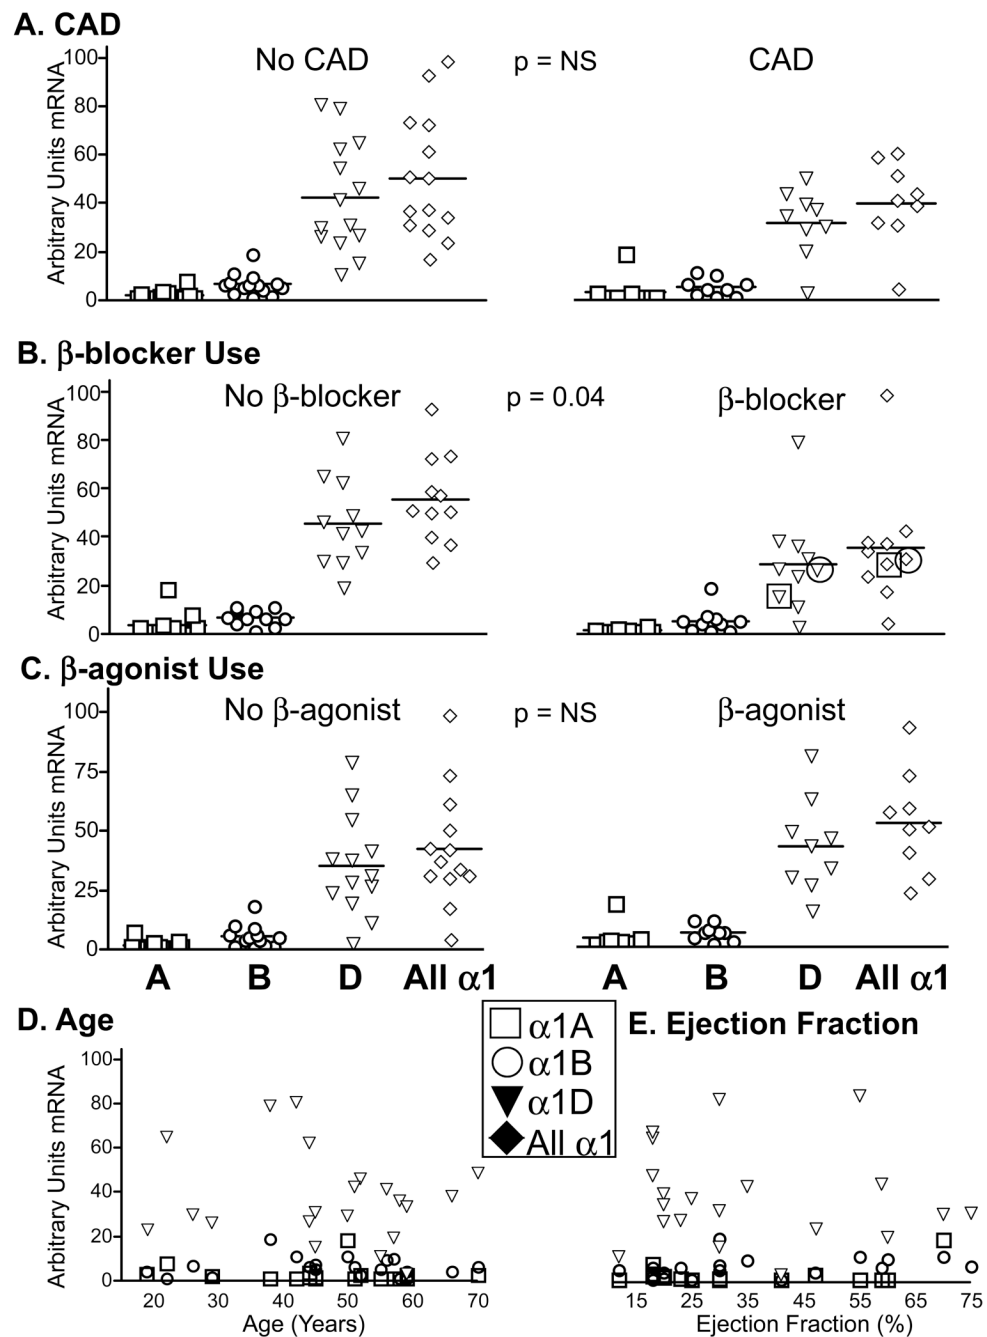 A. CAD
No CAD
p = NS
CAD
Arbitrary Units mRNA
100
80
60
40
20
0
B. β-blocker Use
No β-blocker
p = 0.04
β-blocker
Arbitrary Units mRNA
100
80
60
40
20
0
C. β-agonist Use
No β-agonist
p = NS
β-agonist
Arbitrary Units mRNA
100
75
50
25
0
A B D All α1 A B D All α1
D. Age
α1A
α1B
α1D
All α1
E. Ejection Fraction
Arbitrary Units mRNA
100
80
60
40
20
0
20 30 40 50 60 70
Age (Years)
15 25 35 45 55 65 75
Ejection Fraction (%)